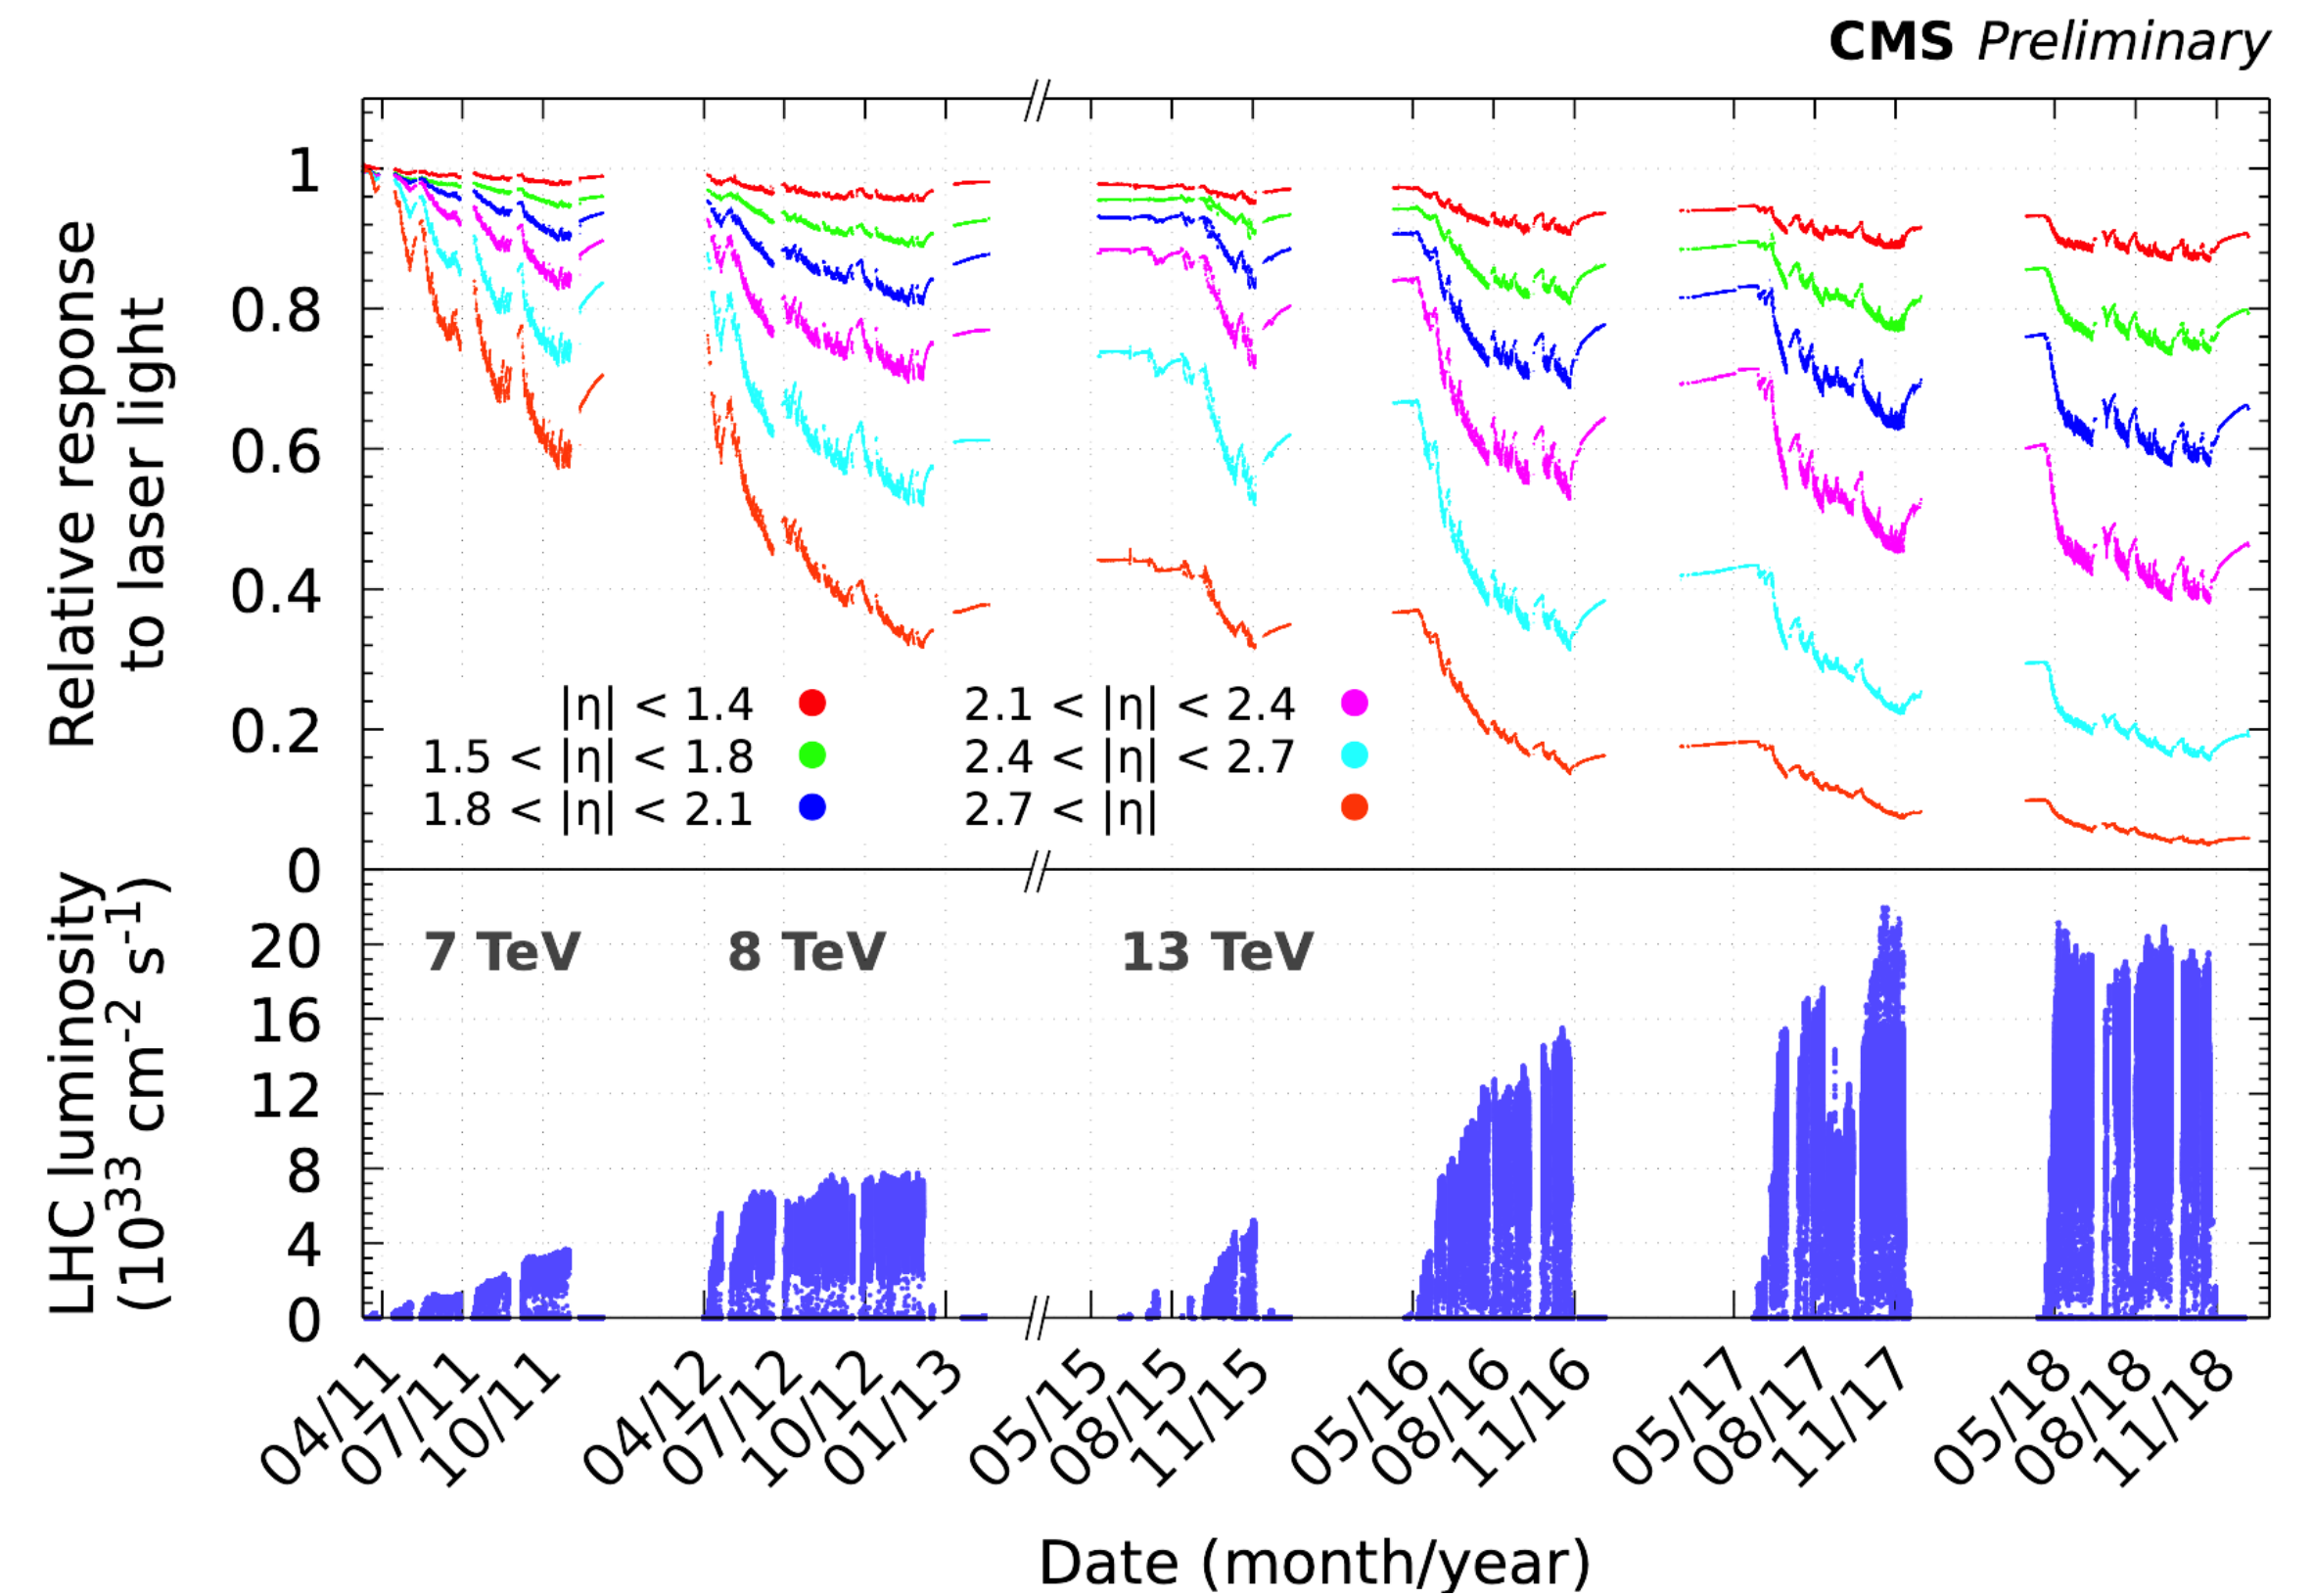 CMS Preliminary
Relative response
to laser light
1
0.8
0.6
0.4
0.2
0
|η| < 1.4
1.5 < |η| < 1.8
1.8 < |η| < 2.1
2.1 < |η| < 2.4
2.4 < |η| < 2.7
2.7 < |η|
LHC luminosity
(10³³ cm⁻² s⁻¹)
20
16
12
8
4
0
7 TeV
8 TeV
13 TeV
04/11
07/11
10/11
04/12
07/12
10/12
01/13
05/15
08/15
11/15
05/16
08/16
11/16
05/17
08/17
11/17
05/18
08/18
11/18
Date (month/year)